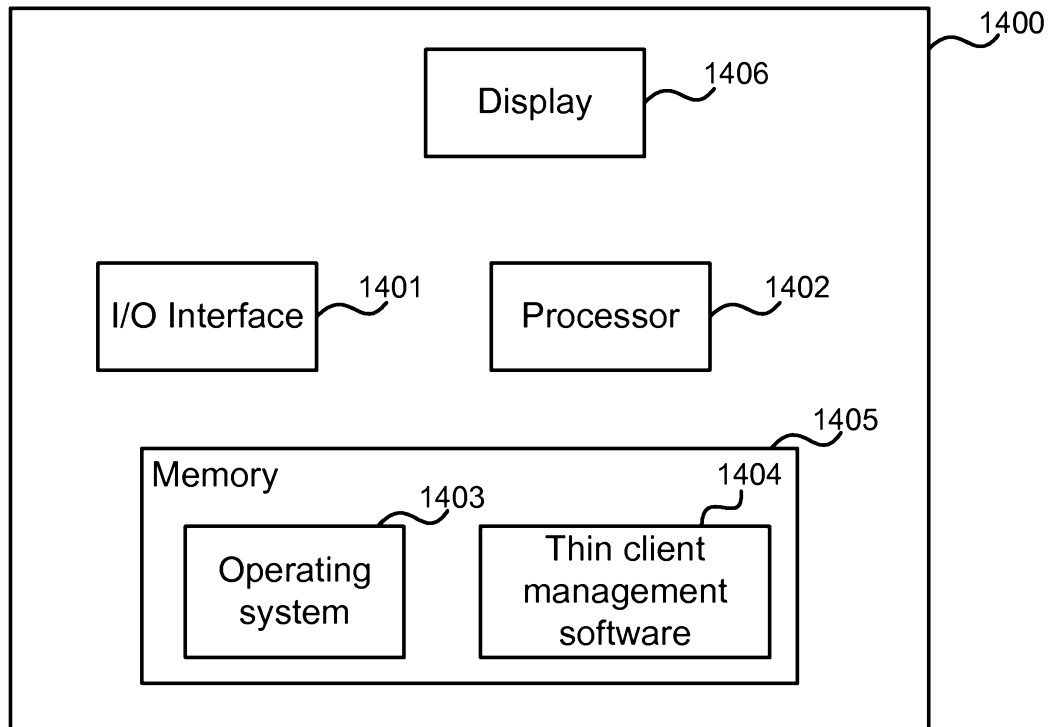 1400
1406
Display
1401
I/O Interface
1402
Processor
1405
Memory
1403
Operating
system
1404
Thin client
management
software